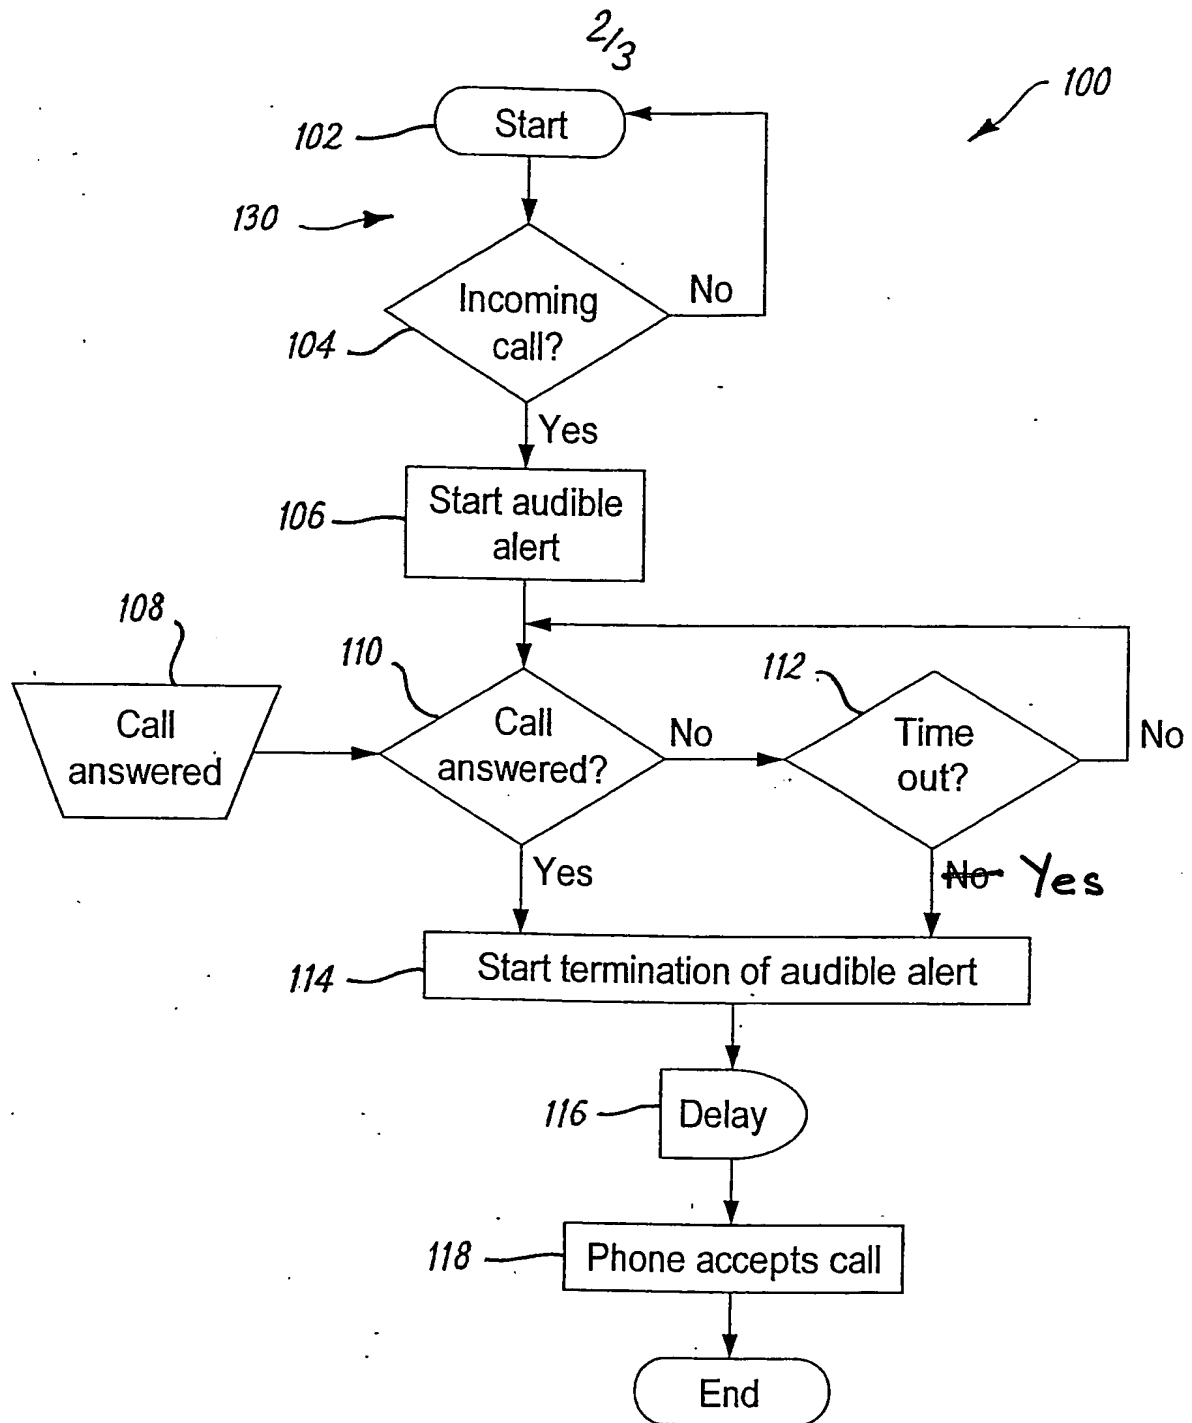 2/3
100
102
Start
130
Incoming
call?
No
104
Yes
106
Start audible
alert
108
110
112
Call
answered
Call
answered?
No
Time
out?
No
Yes
No Yes
114
Start termination of audible alert
116
Delay
118
Phone accepts call
End